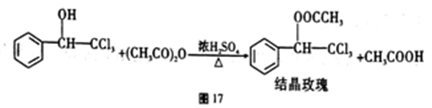 OH
OOCCH₃
CH-CCl₃+(CH₃CO)₂O 浓H₂SO₄ △ CH-CCl₃+CH₃COOH
结晶玫瑰
图17